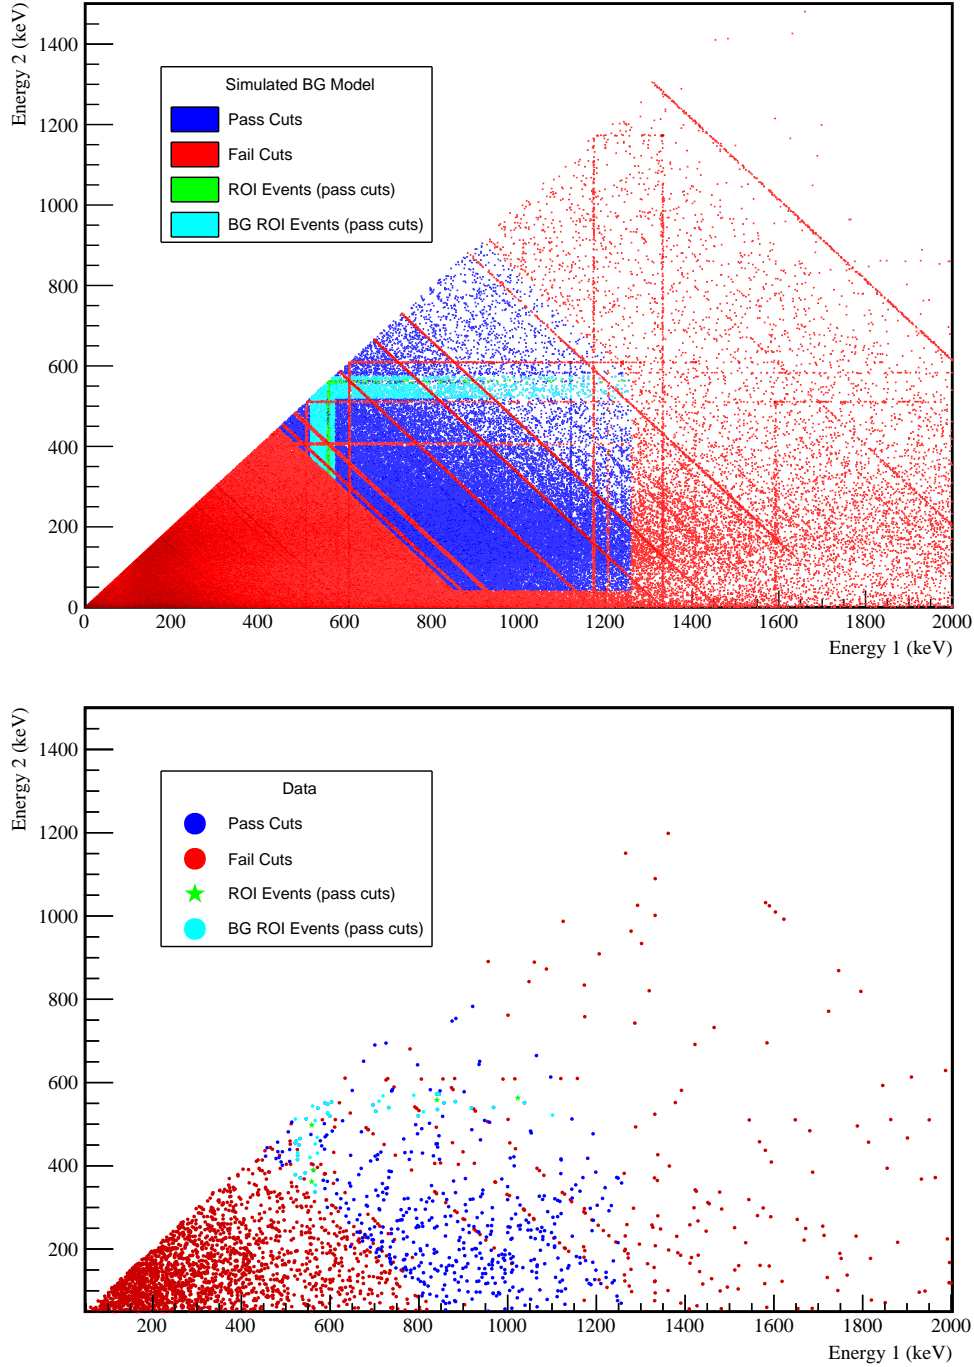 Energy 2 (keV)
1400
1200
1000
800
600
400
200
0
Simulated BG Model
Pass Cuts
Fail Cuts
ROI Events (pass cuts)
BG ROI Events (pass cuts)
0 200 400 600 800 1000 1200 1400 1600 1800 2000
Energy 1 (keV)
Energy 2 (keV)
1400
1200
1000
800
600
400
200
Data
Pass Cuts
Fail Cuts
ROI Events (pass cuts)
BG ROI Events (pass cuts)
200 400 600 800 1000 1200 1400 1600 1800 2000
Energy 1 (keV)